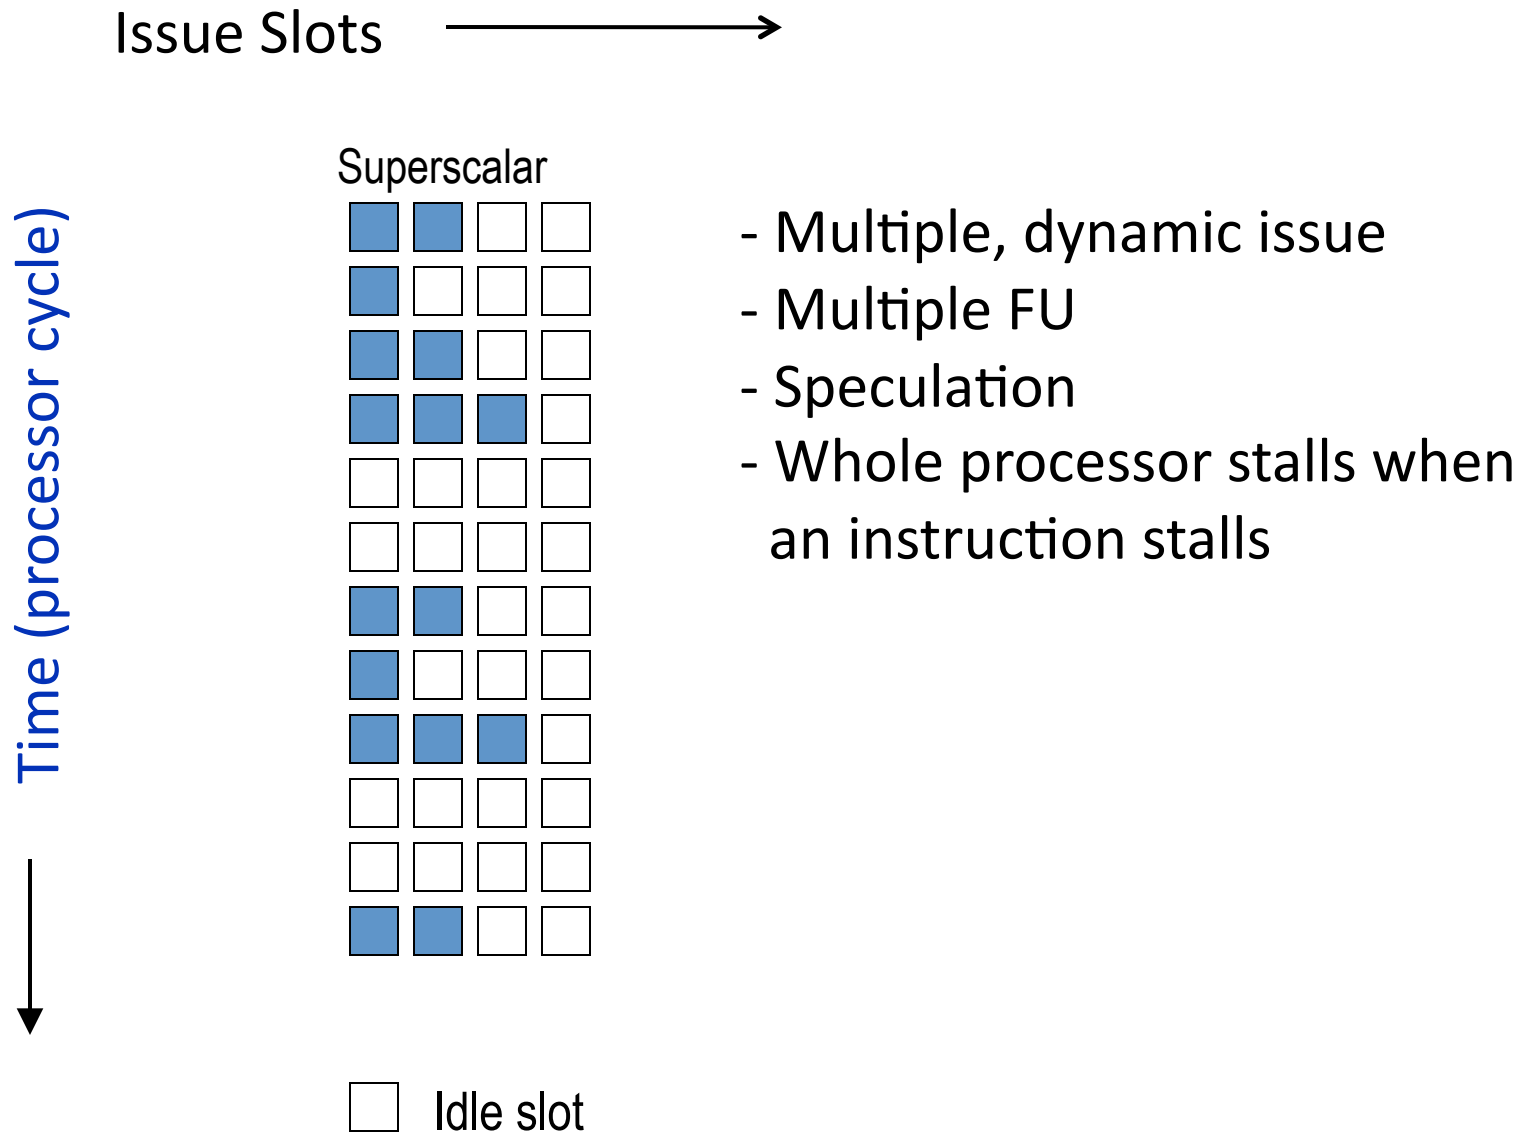 Issue Slots
Superscalar
Time (processor cycle)
- Multiple, dynamic issue
- Multiple FU
- Speculation
- Whole processor stalls when
an instruction stalls
Idle slot